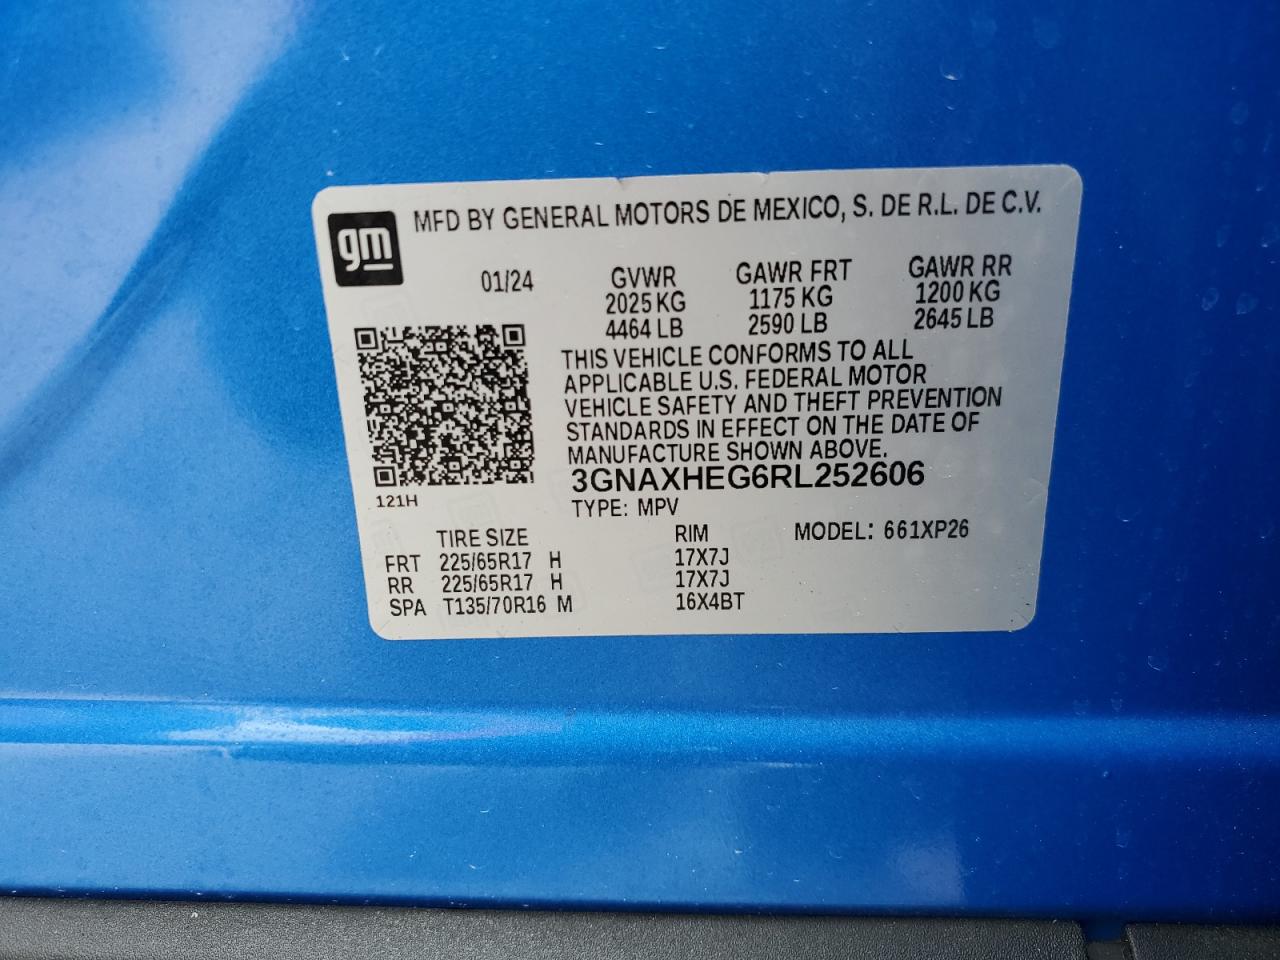 gm
MFD BY GENERAL MOTORS DE MEXICO, S. DE R.L. DE C.V.
01/24 GVWR GAWR FRT GAWR RR
2025 KG 1175 KG 1200 KG
4464 LB 2590 LB 2645 LB
THIS VEHICLE CONFORMS TO ALL
APPLICABLE U.S. FEDERAL MOTOR
VEHICLE SAFETY AND THEFT PREVENTION
STANDARDS IN EFFECT ON THE DATE OF
MANUFACTURE SHOWN ABOVE.
3GNAXHEG6RL252606
121H
TYPE: MPV
TIRE SIZE RIM MODEL: 661XP26
FRT 225/65R17 H 17X7J
RR 225/65R17 H 17X7J
SPA T135/70R16 M 16X4BT